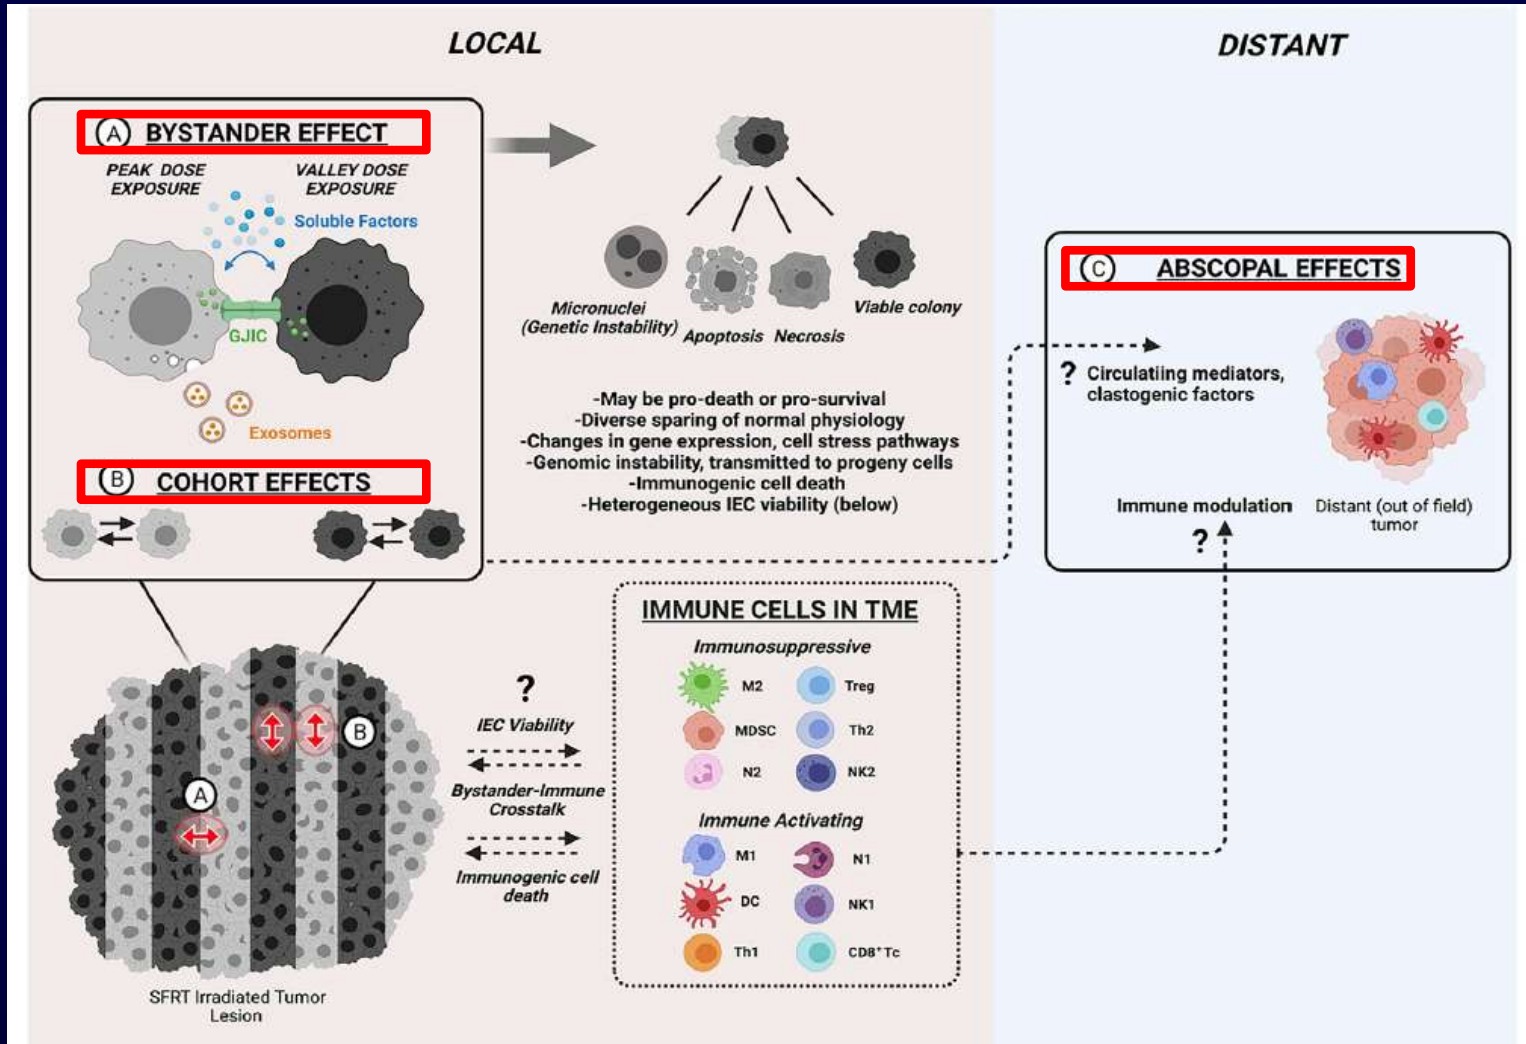 LOCAL
DISTANT
A BYSTANDER EFFECT
PEAK DOSE
EXPOSURE
VALLEY DOSE
EXPOSURE
Soluble Factors
GJIC
Exosomes
B COHORT EFFECTS
Micronuclei
(Genetic Instability)
Apoptosis
Necrosis
Viable colony
-May be pro-death or pro-survival
-Diverse sparing of normal physiology
-Changes in gene expression, cell stress pathways
-Genomic instability, transmitted to progeny cells
-Immunogenic cell death
-Heterogeneous IEC viability (below)
C ABSCOPAL EFFECTS
? Circulatiing mediators,
clastogenic factors
Immune modulation
?
Distant (out of field)
tumor
A
B
SFRT Irradiated Tumor
Lesion
?
IEC Viability
Bystander-Immune
Crosstalk
Immunogenic cell
death
IMMUNE CELLS IN TME
Immunosuppressive
M2 Treg
MDSC Th2
N2 NK2
Immune Activating
M1 N1
DC NK1
Th1 CD8+Tc